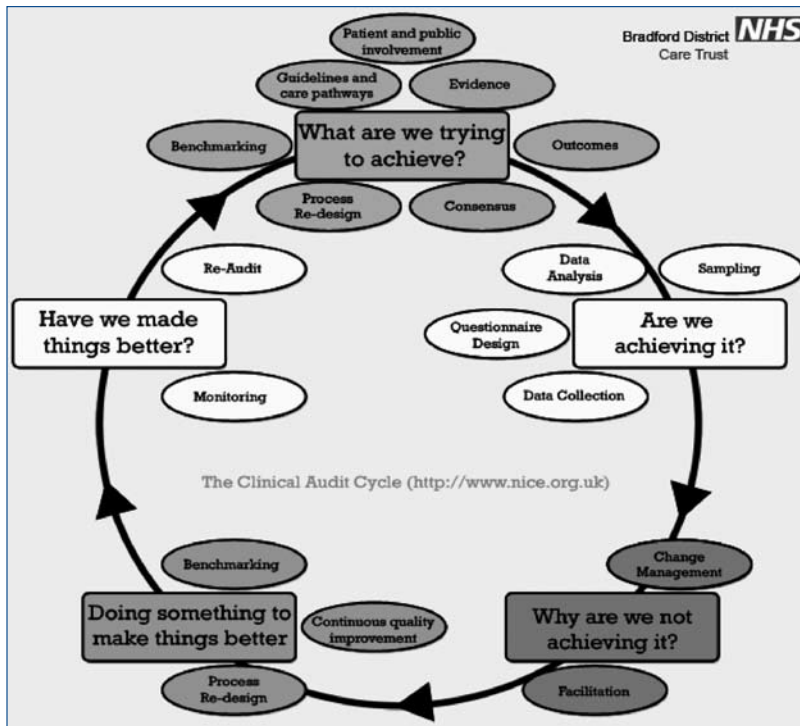 Bradford District NHS
Care Trust
Patient and public
involvement
Guidelines and
care pathways
Evidence
Benchmarking
What are we trying
to achieve?
Outcomes
Process
Re-design
Consensus
Data
Analysis
Sampling
Questionnaire
Design
Are we
achieving it?
Data Collection
Re-Audit
Have we made
things better?
Monitoring
The Clinical Audit Cycle (http://www.nice.org.uk)
Change
Management
Why are we not
achieving it?
Facilitation
Benchmarking
Doing something to
make things better
Continuous quality
improvement
Process
Re-design